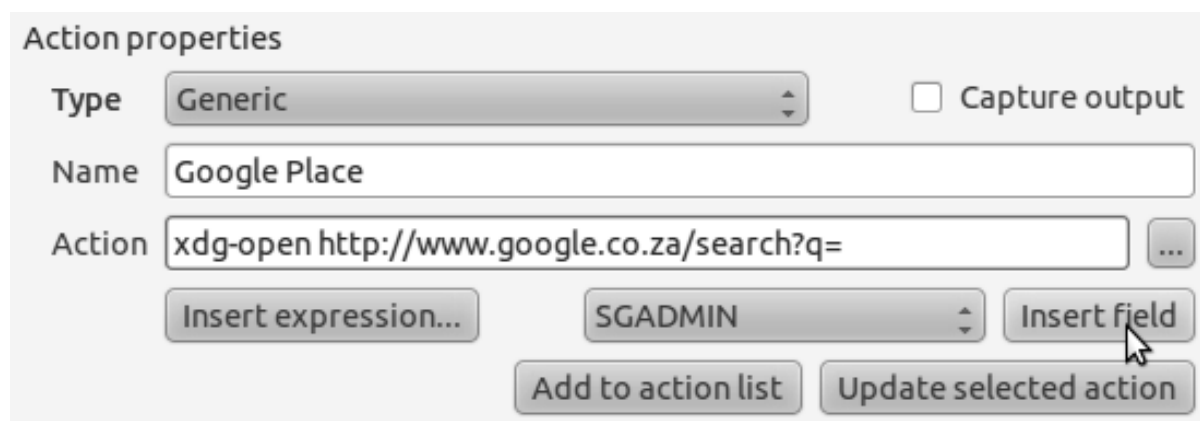 Action properties
Type Generic Capture output
Name Google Place
Action xdg-open http://www.google.co.za/search?q= ...
Insert expression... SGADMIN Insert field
Add to action list Update selected action